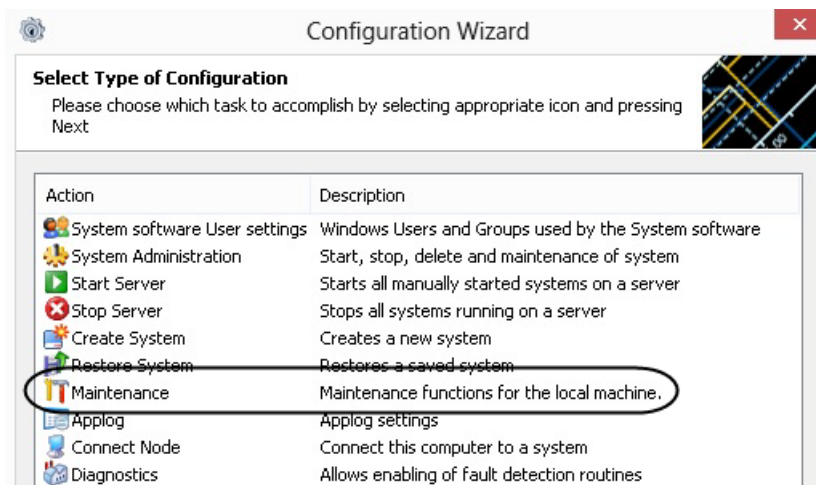 Configuration Wizard
Select Type of Configuration
Please choose which task to accomplish by selecting appropriate icon and pressing
Next
Action Description
System software User settings Windows Users and Groups used by the System software
System Administration Start, stop, delete and maintenance of system
Start Server Starts all manually started systems on a server
Stop Server Stops all systems running on a server
Create System Creates a new system
Restore System Restores a saved system
Maintenance Maintenance functions for the local machine.
Applog Applog settings
Connect Node Connect this computer to a system
Diagnostics Allows enabling of fault detection routines